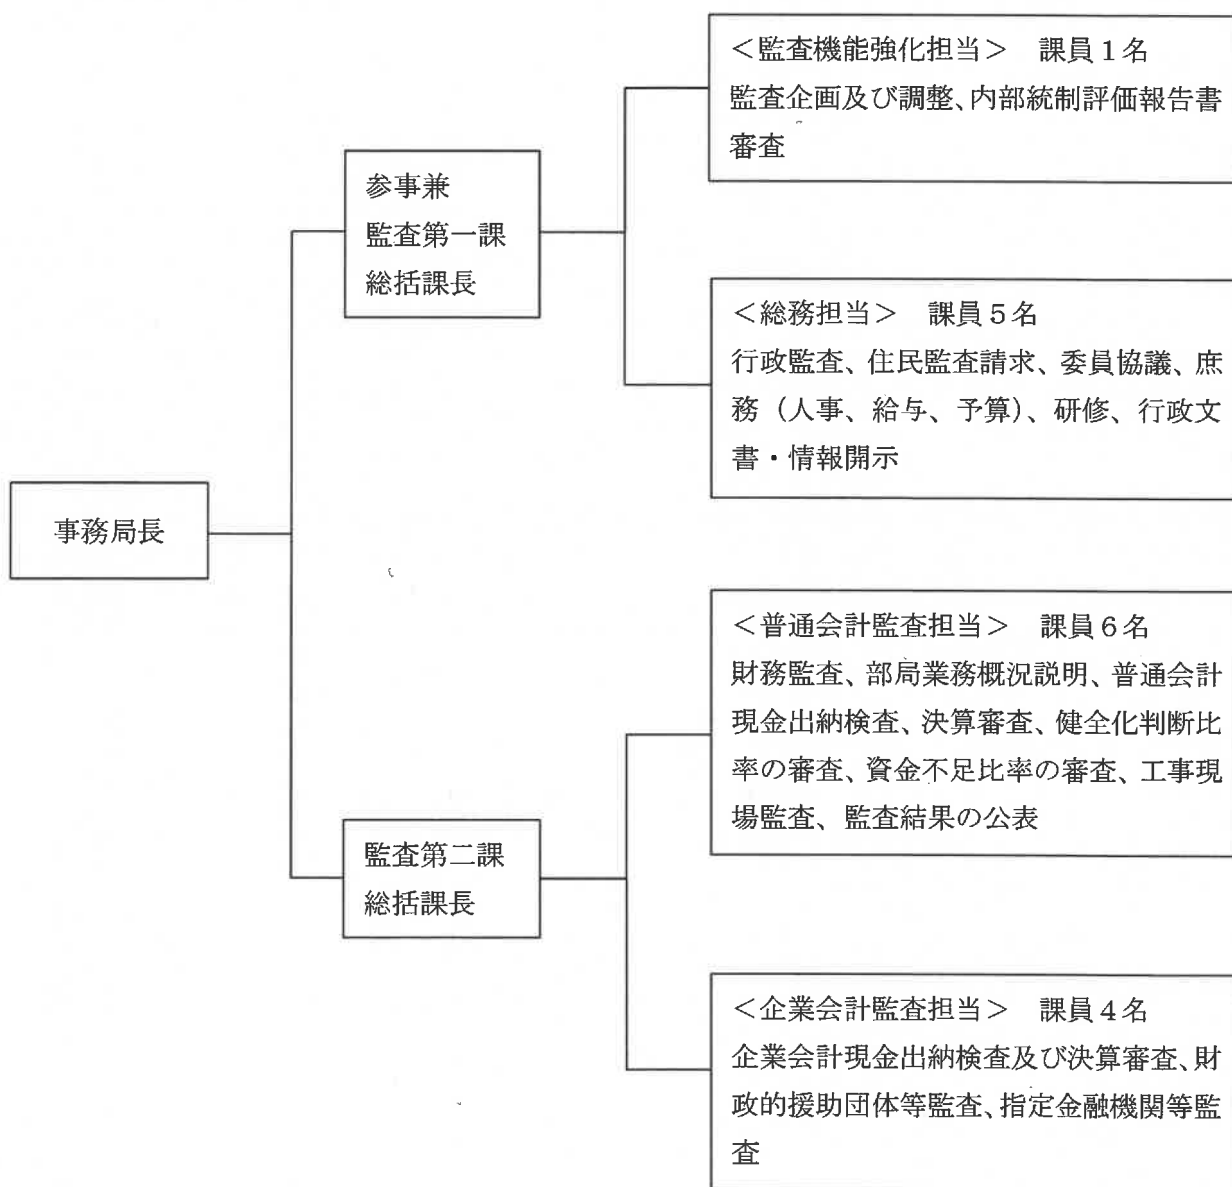 ＜監査機能強化担当＞　課員１名
監査企画及び調整、内部統制評価報告書
審査
参事兼
監査第一課
総括課長
＜総務担当＞　課員５名
行政監査、住民監査請求、委員協議、庶
務（人事、給与、予算）、研修、行政文
書・情報開示
事務局長
＜普通会計監査担当＞　課員６名
財務監査、部局業務概況説明、普通会計
現金出納検査、決算審査、健全化判断比
率の審査、資金不足比率の審査、工事現
場監査、監査結果の公表
監査第二課
総括課長
＜企業会計監査担当＞　課員４名
企業会計現金出納検査及び決算審査、財
政的援助団体等監査、指定金融機関等監
査